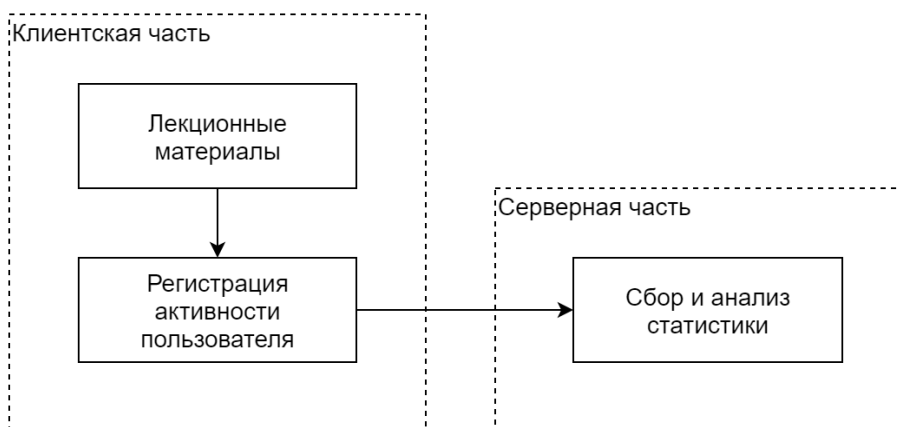 Клиентская часть
Лекционные
материалы
Регистрация
активности
пользователя
Серверная часть
Сбор и анализ
статистики